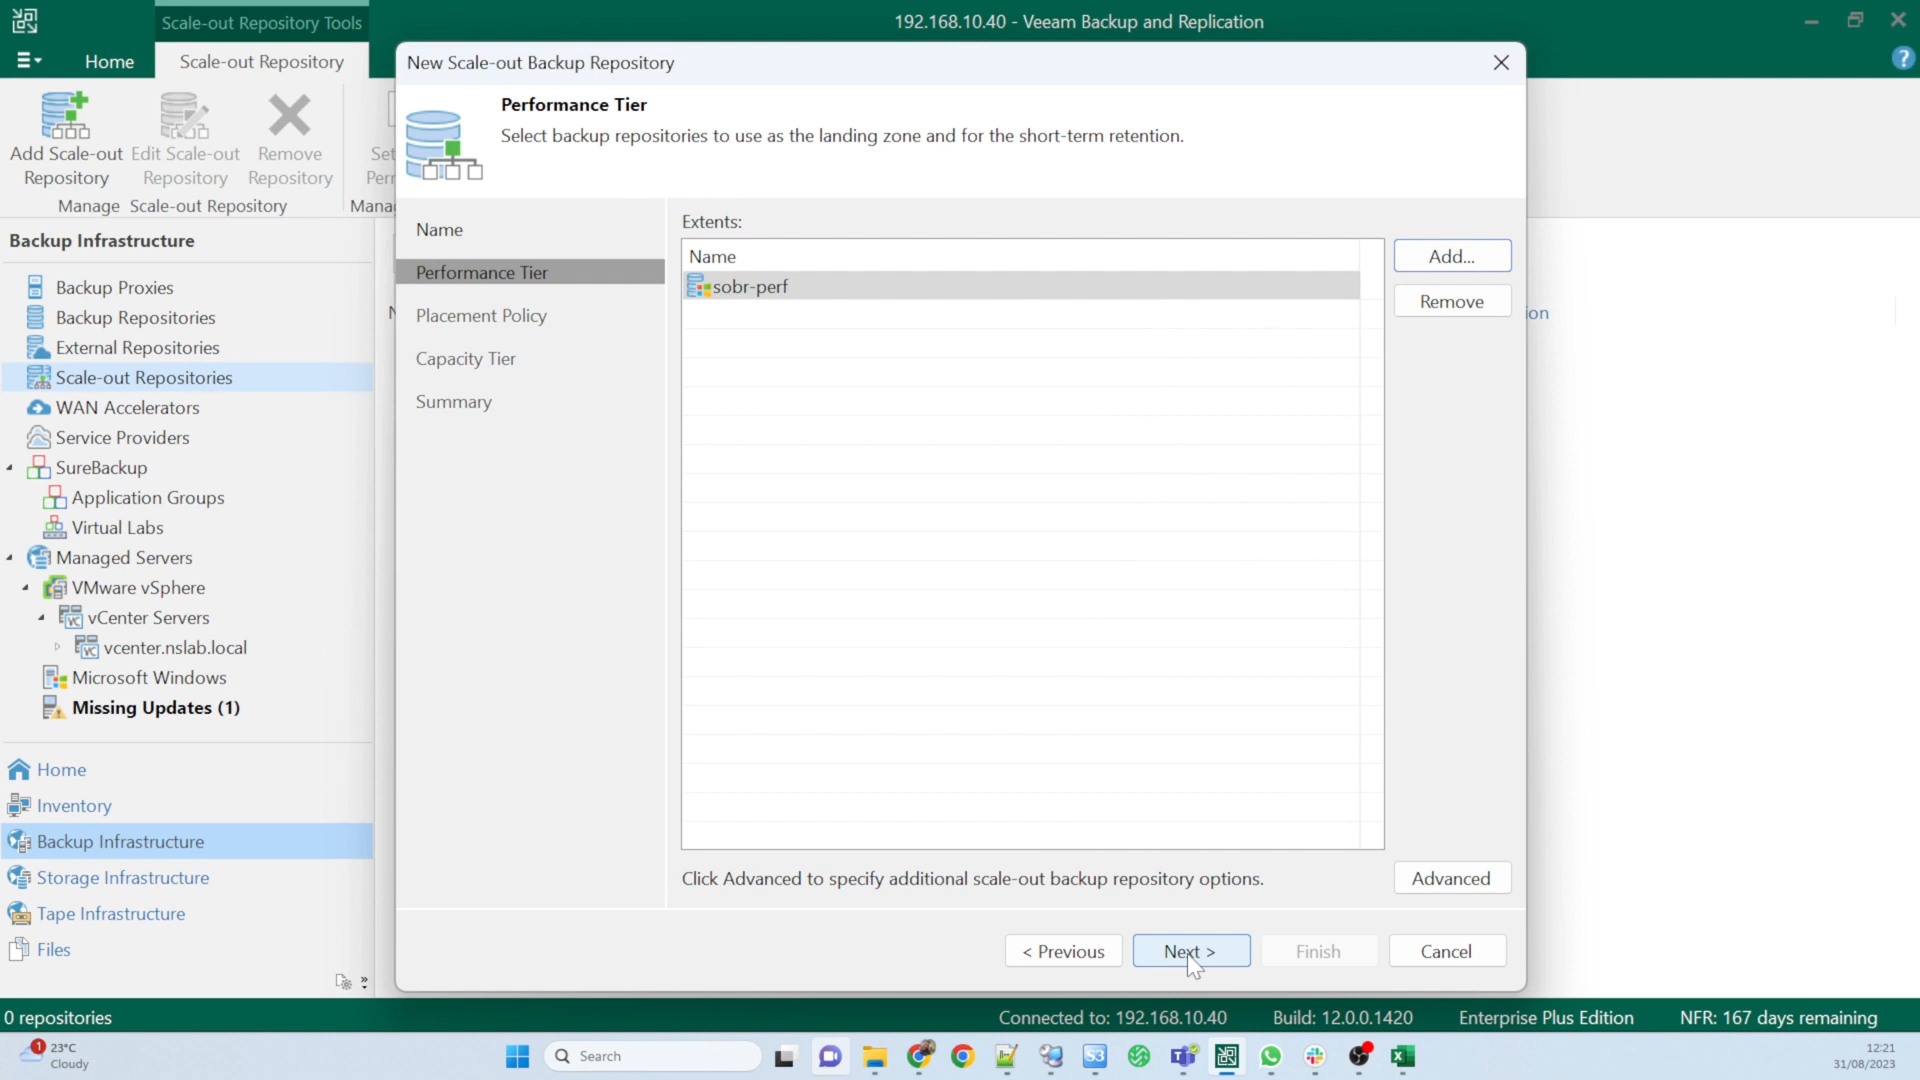 Scale-out Repository Tools
192.168.10.40 - Veeam Backup and Replication
Home
Scale-out Repository
Add Scale-out
Repository
Edit Scale-out
Repository
Remove
Repository
Manage Scale-out Repository
New Scale-out Backup Repository
Performance Tier
Select backup repositories to use as the landing zone and for the short-term retention.
Name
Performance Tier
Placement Policy
Capacity Tier
Summary
Extents:
Name
sobr-perf
Add...
Remove
Click Advanced to specify additional scale-out backup repository options.
Advanced
< Previous
Next >
Finish
Cancel
Backup Infrastructure
Backup Proxies
Backup Repositories
External Repositories
Scale-out Repositories
WAN Accelerators
Service Providers
SureBackup
Application Groups
Virtual Labs
Managed Servers
VMware vSphere
vCenter Servers
vcenter.nslab.local
Microsoft Windows
Missing Updates (1)
Home
Inventory
Backup Infrastructure
Storage Infrastructure
Tape Infrastructure
Files
0 repositories
Connected to: 192.168.10.40
Build: 12.0.0.1420
Enterprise Plus Edition
NFR: 167 days remaining
1
23°C
Cloudy
Search
12:21
31/08/2023